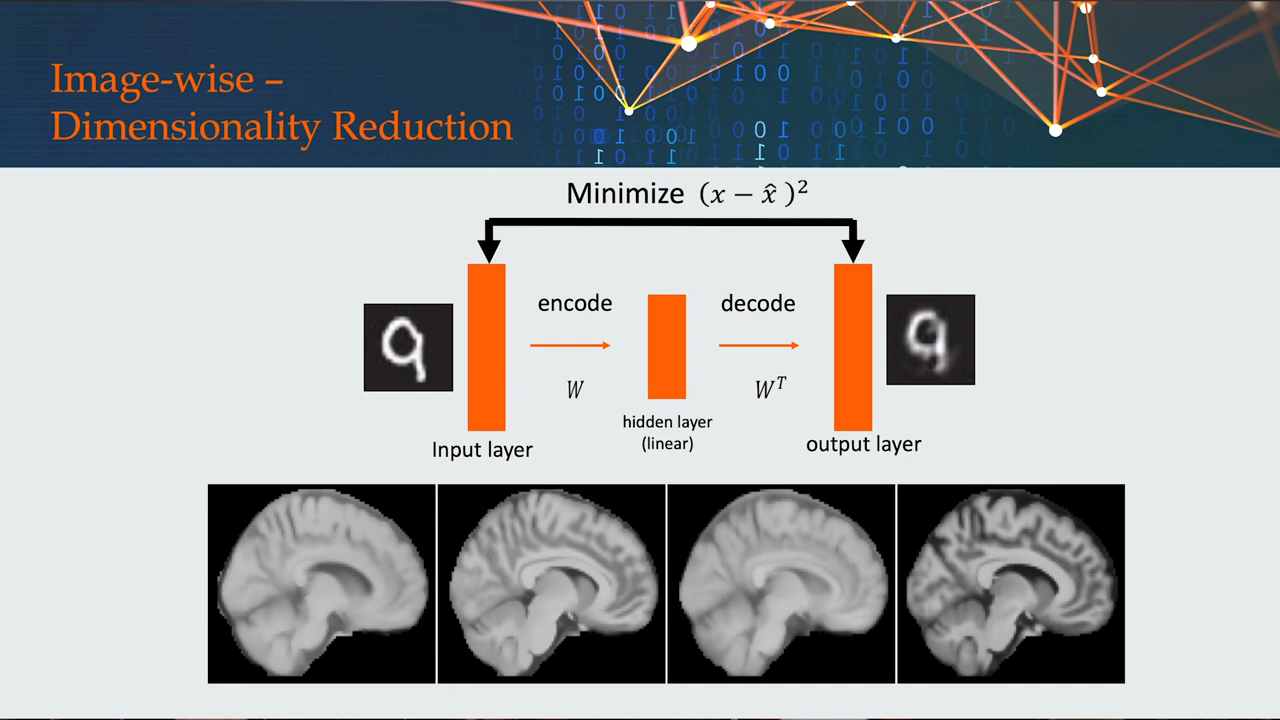 Image-wise –
Dimensionality Reduction
Minimize (𝑥 − 𝑥̂ )²
encode
decode
𝑊
𝑊ᵀ
hidden layer
(linear)
Input layer
output layer